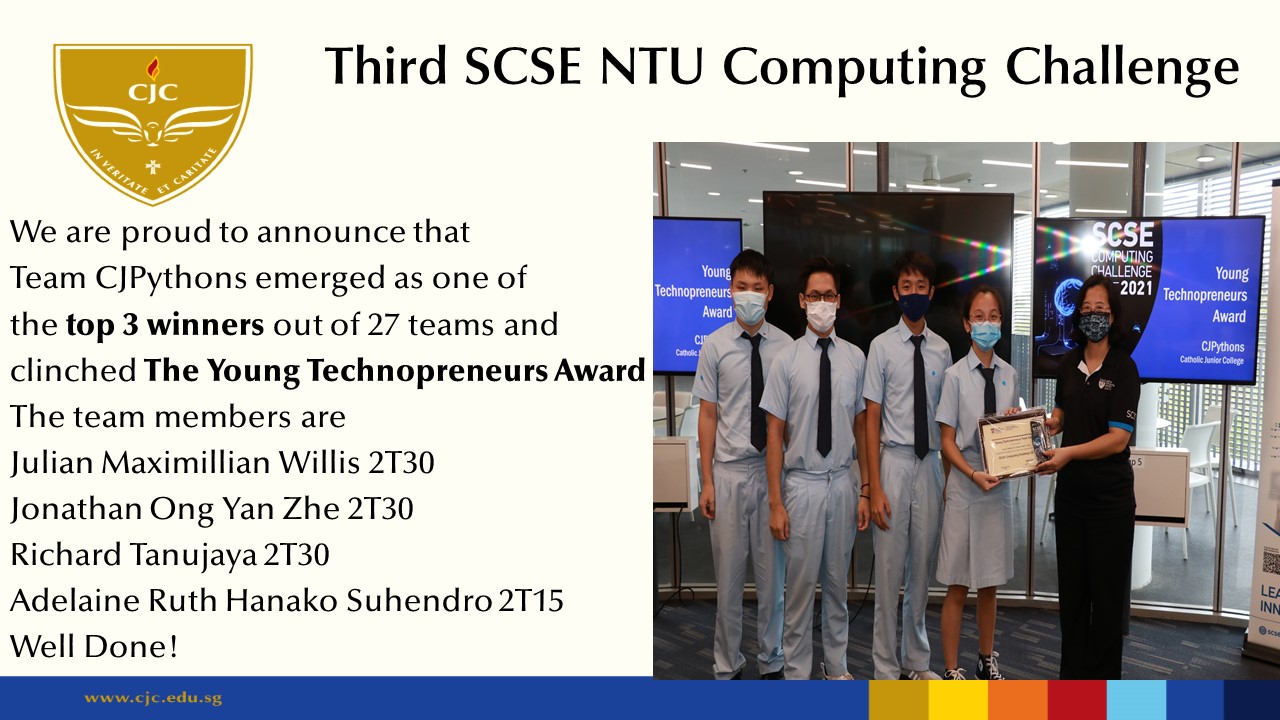 CJC
IN VERITATE ET CARITATE
Third SCSE NTU Computing Challenge
We are proud to announce that
Team CJPythons emerged as one of
the top 3 winners out of 27 teams and
clinched The Young Technopreneurs Award
The team members are
Julian Maximillian Willis 2T30
Jonathan Ong Yan Zhe 2T30
Richard Tanujaya 2T30
Adelaine Ruth Hanako Suhendro 2T15
Well Done!
Young
Technopreneurs
Award
Catholic
SCSE
COMPUTING
CHALLENGE
2021
Young
Technopreneurs
Award
CJPythons
Catholic Junior College
www.cjc.edu.sg